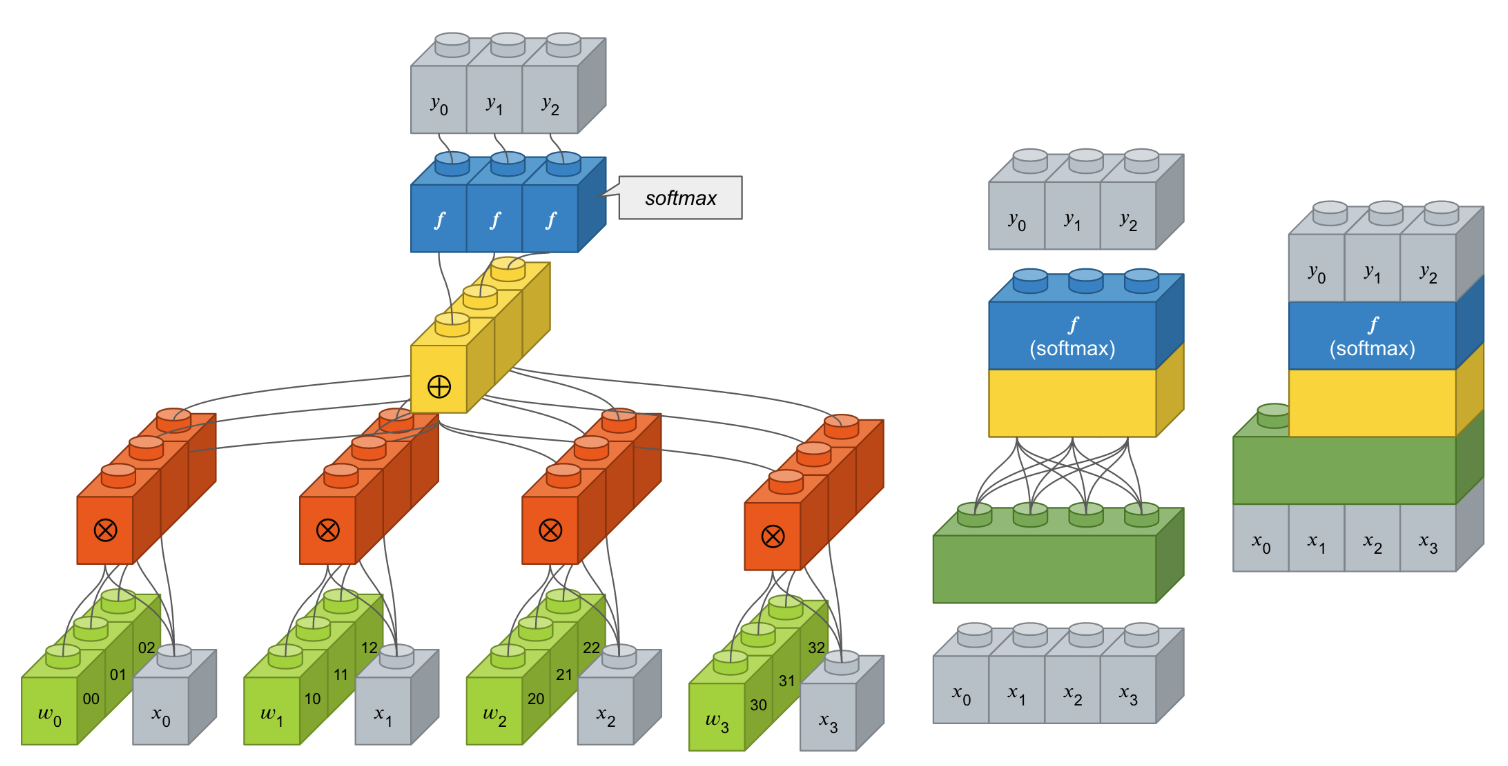 y0 y1 y2
f f f
softmax
⊕
⊗ ⊗ ⊗ ⊗
w0 00 01 02 x0
w1 10 11 12 x1
w2 20 21 22 x2
w3 30 31 32 x3
y0 y1 y2
f
(softmax)
x0 x1 x2 x3
y0 y1 y2
f
(softmax)
x0 x1 x2 x3